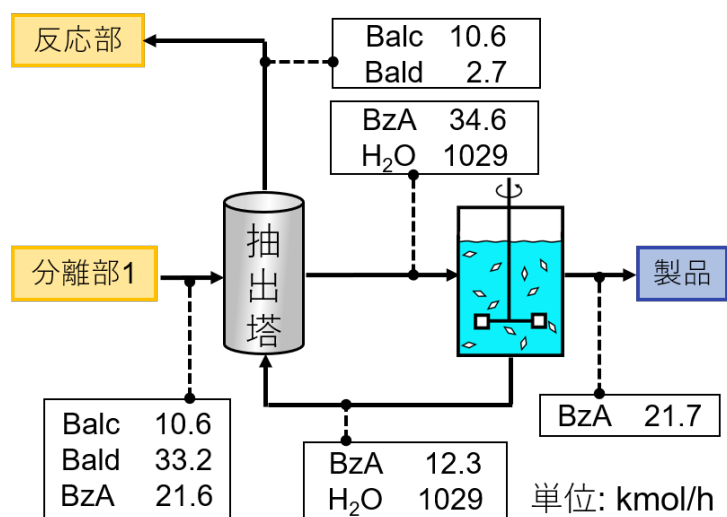 反応部
Balc 10.6
Bald 2.7
BzA 34.6
H₂O 1029
分離部1
抽出塔
製品
Balc 10.6
Bald 33.2
BzA 21.6
BzA 12.3
H₂O 1029
BzA 21.7
単位: kmol/h